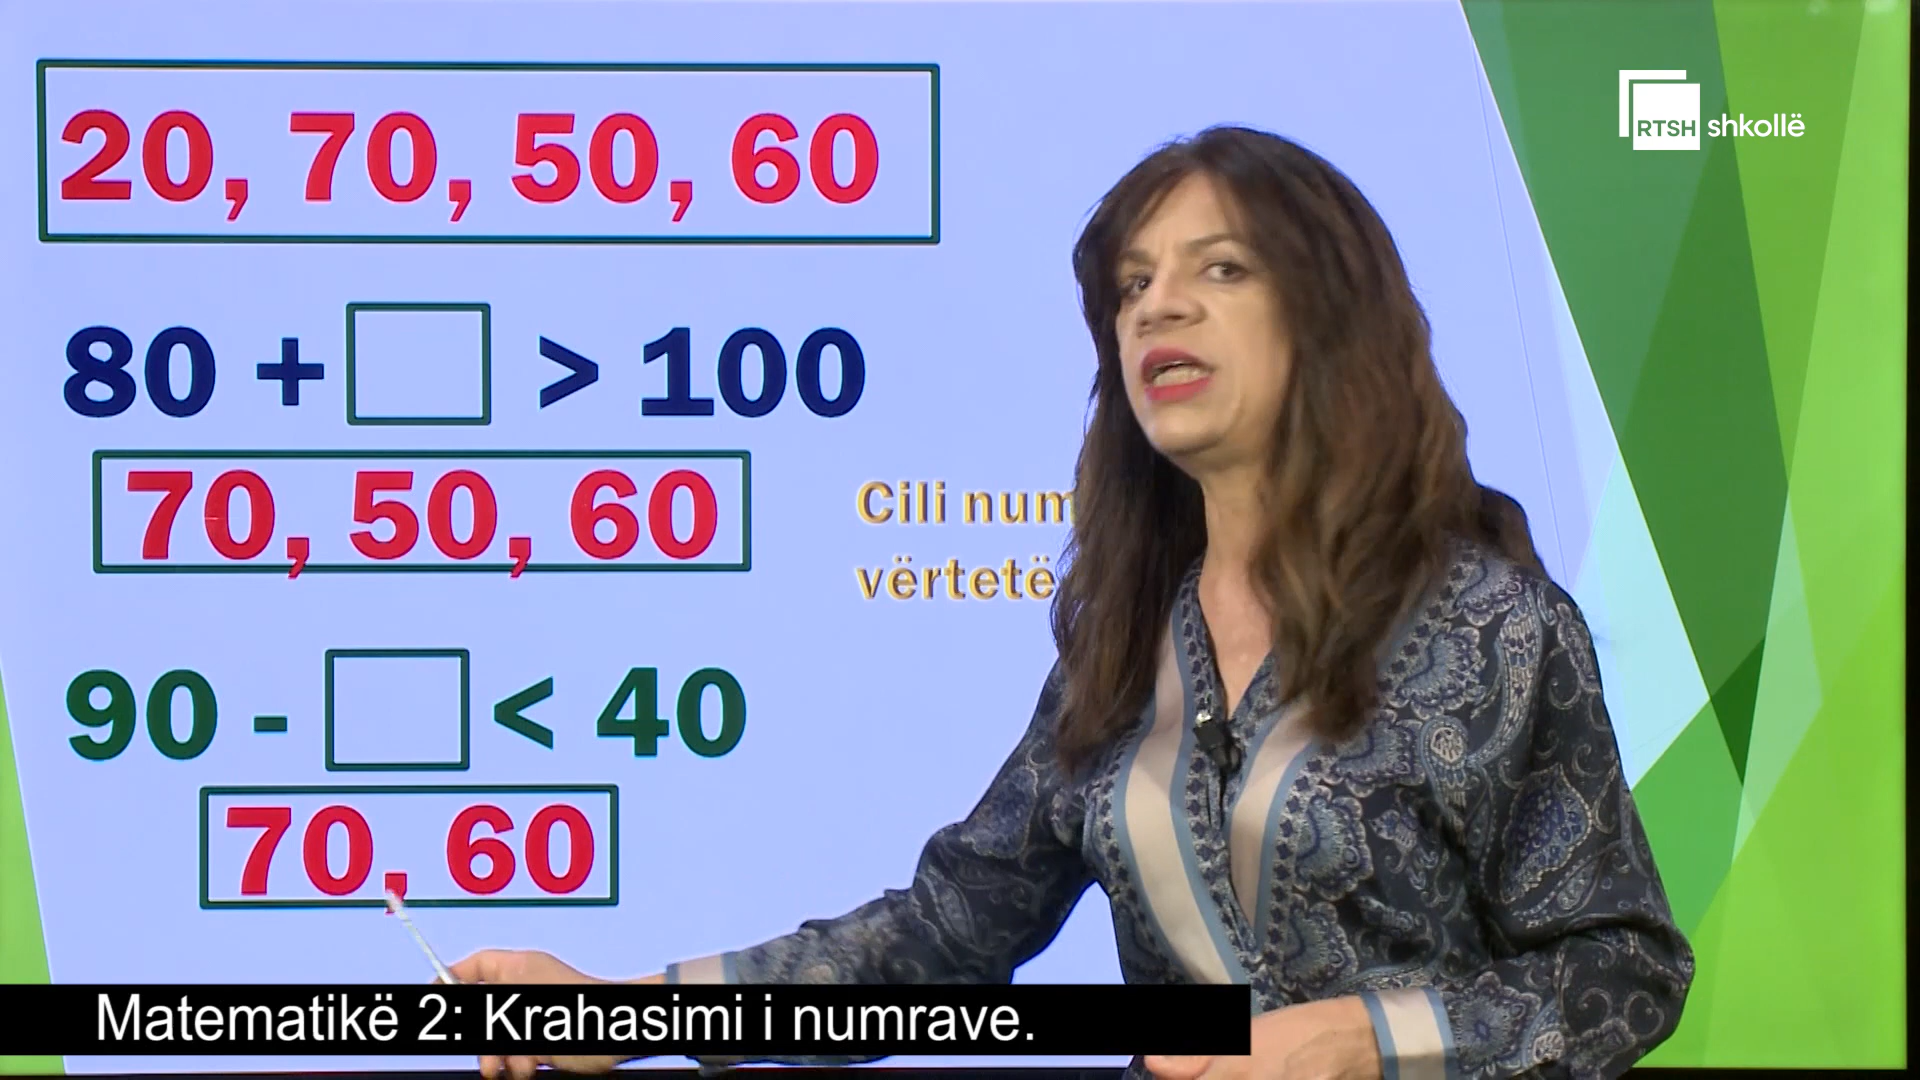 20, 70, 50, 60
RTSH shkollë
80 + > 100
70, 50, 60
Cili
vërtetë
90 - < 40
70, 60
Matematikë 2: Krahasimi i numrave.